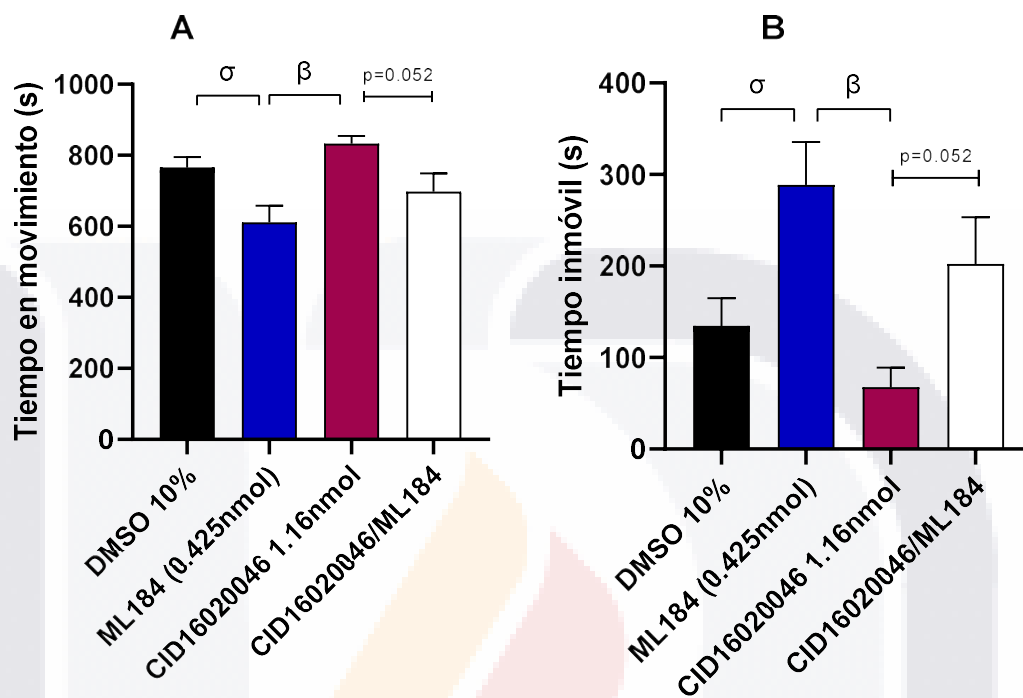 A
Tiempo en movimiento (s)
1000
800
600
400
200
0
σ
β
p=0.052
DMSO 10%
ML184 (0.425nmol)
CID16020046 1.16nmol
CID16020046/ML184
B
Tiempo inmóvil (s)
400
300
200
100
0
σ
β
p=0.052
DMSO 10%
ML184 (0.425nmol)
CID16020046 1.16nmol
CID16020046/ML184